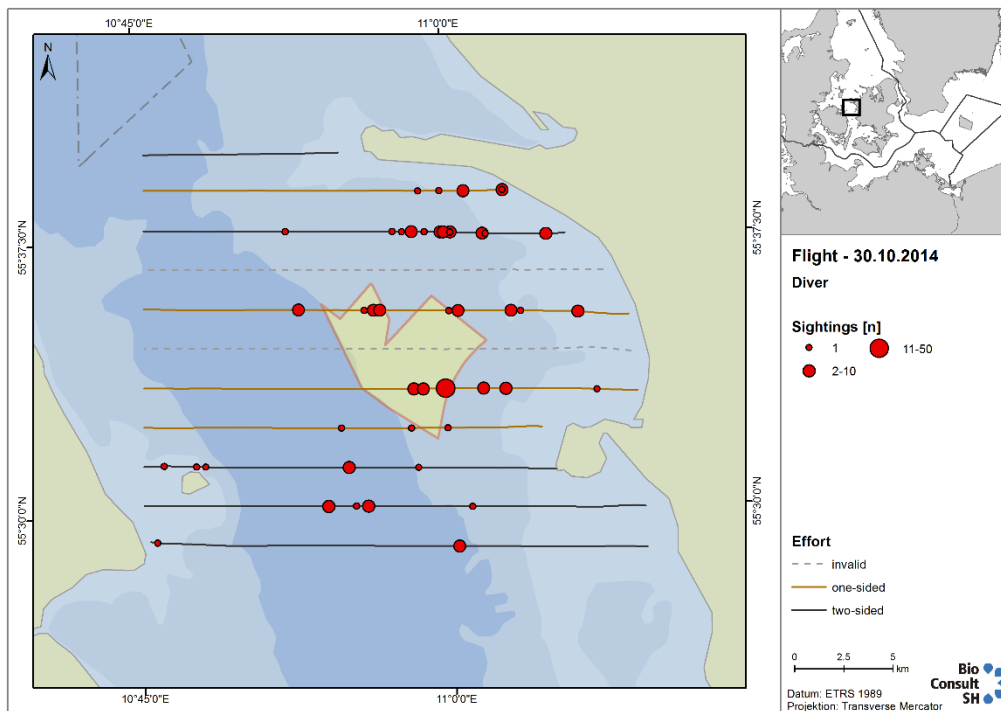 10°45'0"E
11°0'0"E
N
55°37'30"N
55°37'30"N
55°30'0"N
55°30'0"N
10°45'0"E
11°0'0"E
Flight - 30.10.2014
Diver
Sightings [n]
1
11-50
2-10
Effort
invalid
one-sided
two-sided
0
2.5
5
km
Datum: ETRS 1989
Projektion: Transverse Mercator
Bio
Consult
SH